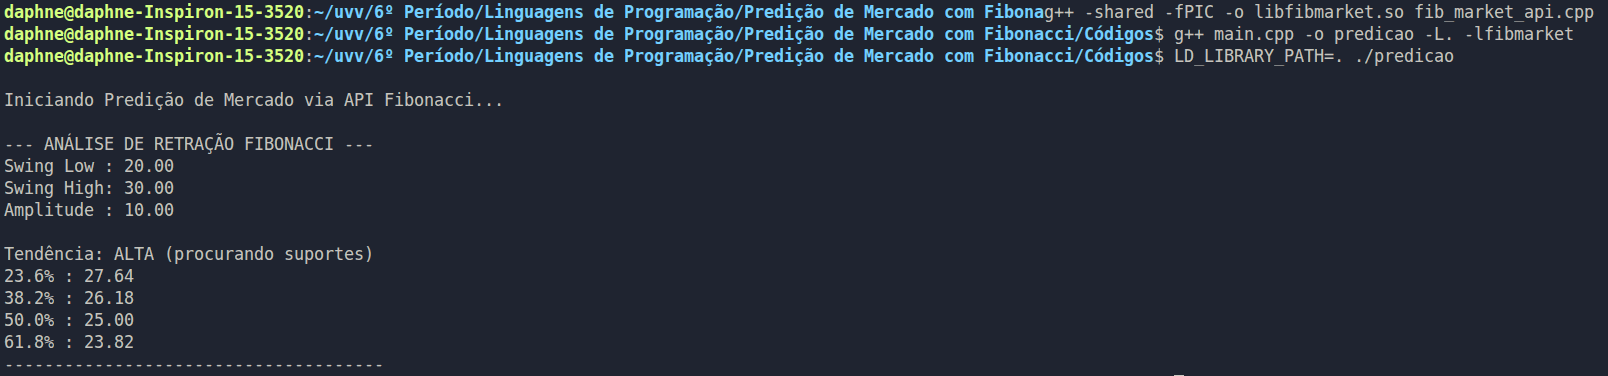 daphne@daphne-Inspiron-15-3520:~/uvv/6º Período/Linguagens de Programação/Predição de Mercado com Fibonag++ -shared -fPIC -o libfibmarket.so fib_market_api.cpp
daphne@daphne-Inspiron-15-3520:~/uvv/6º Período/Linguagens de Programação/Predição de Mercado com Fibonacci/Códigos$ g++ main.cpp -o predicao -L. -lfibmarket
daphne@daphne-Inspiron-15-3520:~/uvv/6º Período/Linguagens de Programação/Predição de Mercado com Fibonacci/Códigos$ LD_LIBRARY_PATH=. ./predicao
Iniciando Predição de Mercado via API Fibonacci...
--- ANÁLISE DE RETRAÇÃO FIBONACCI ---
Swing Low : 20.00
Swing High: 30.00
Amplitude : 10.00
Tendência: ALTA (procurando suportes)
23.6% : 27.64
38.2% : 26.18
50.0% : 25.00
61.8% : 23.82
--------------------------------------